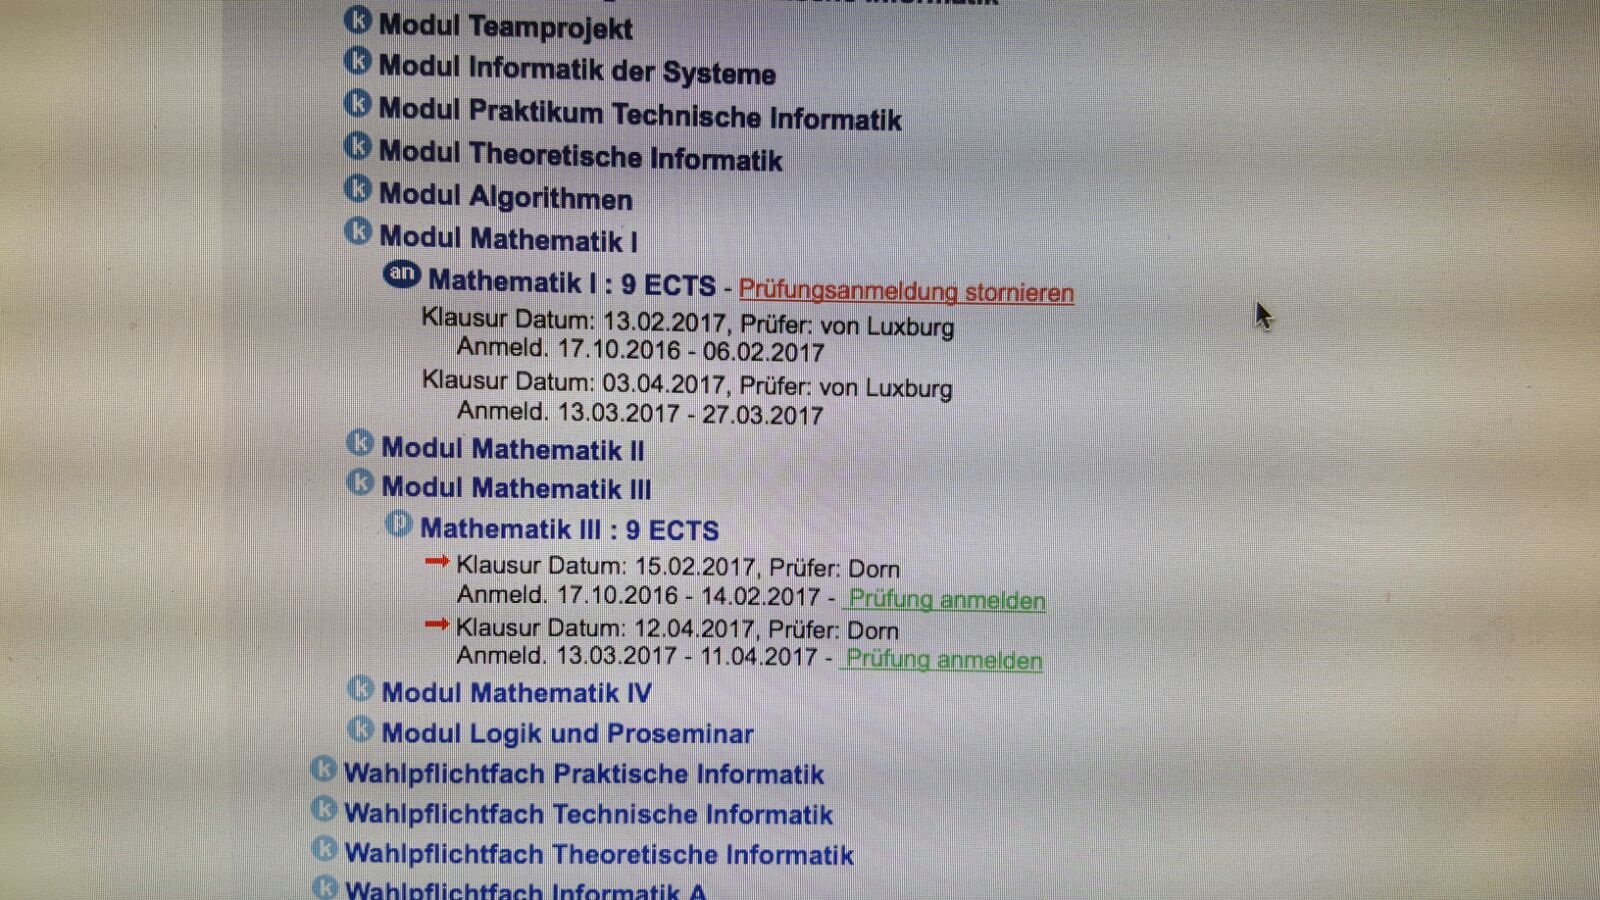 k Modul Teamprojekt
k Modul Informatik der Systeme
k Modul Praktikum Technische Informatik
k Modul Theoretische Informatik
k Modul Algorithmen
k Modul Mathematik I
an Mathematik I : 9 ECTS - Prüfungsanmeldung stornieren
Klausur Datum: 13.02.2017, Prüfer: von Luxburg
Anmeld. 17.10.2016 - 06.02.2017
Klausur Datum: 03.04.2017, Prüfer: von Luxburg
Anmeld. 13.03.2017 - 27.03.2017
k Modul Mathematik II
k Modul Mathematik III
p Mathematik III : 9 ECTS
Klausur Datum: 15.02.2017, Prüfer: Dorn
Anmeld. 17.10.2016 - 14.02.2017 - Prüfung anmelden
Klausur Datum: 12.04.2017, Prüfer: Dorn
Anmeld. 13.03.2017 - 11.04.2017 - Prüfung anmelden
k Modul Mathematik IV
k Modul Logik und Proseminar
k Wahlpflichtfach Praktische Informatik
k Wahlpflichtfach Technische Informatik
k Wahlpflichtfach Theoretische Informatik
k Wahlpflichtfach Informatik A